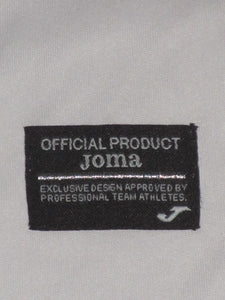 OFFICIAL PRODUCT
Joma
EXCLUSIVE DESIGN APPROVED BY
PROFESSIONAL TEAM ATHLETES.